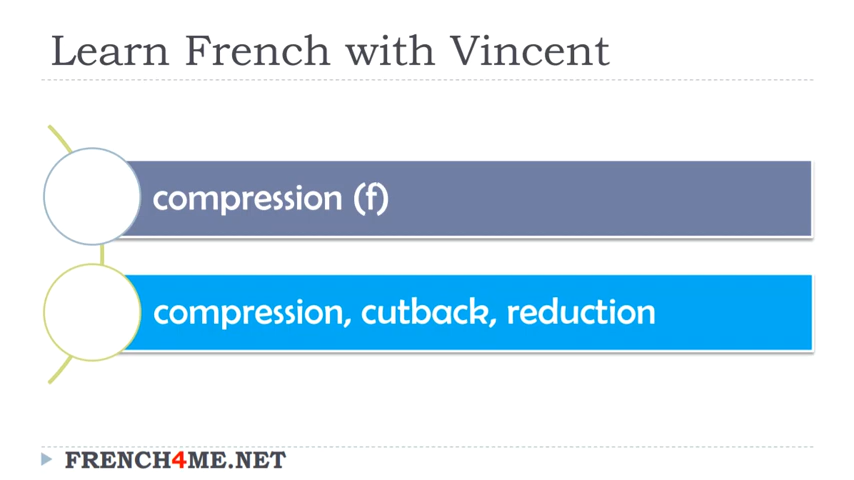 Learn French with Vincent
compression (f)
compression, cutback, reduction
FRENCH4ME.NET